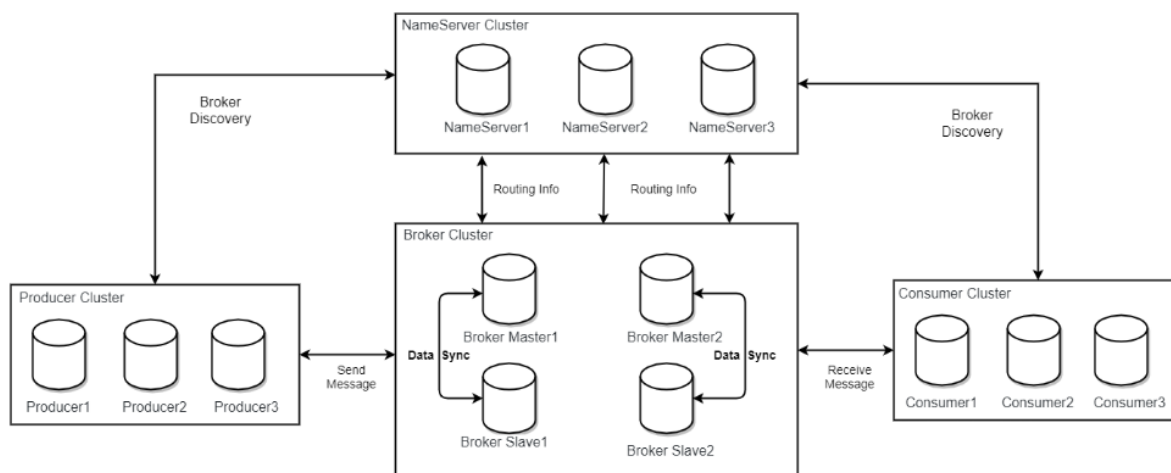 NameServer Cluster
NameServer1
NameServer2
NameServer3
Broker
Discovery
Broker
Discovery
Routing Info
Routing Info
Broker Cluster
Broker Master1
Broker Master2
Data Sync
Data Sync
Broker Slave1
Broker Slave2
Producer Cluster
Producer1
Producer2
Producer3
Send
Message
Receive
Message
Consumer Cluster
Consumer1
Consumer2
Consumer3